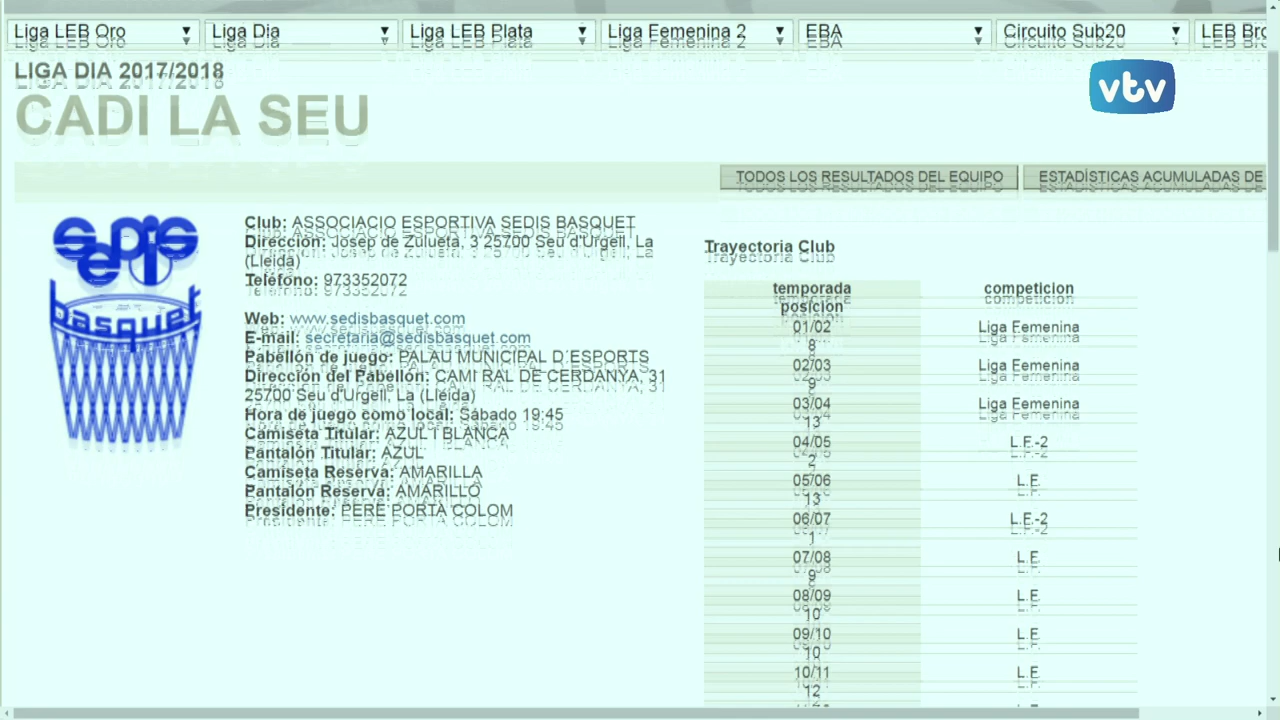 Liga LEB Oro
Liga Dia
Liga LEB Plata
Liga Femenina 2
EBA
Circuito Sub20
LEB Bro
LIGA DIA 2017/2018
CADI LA SEU
vtv
TODOS LOS RESULTADOS DEL EQUIPO
ESTADÍSTICAS ACUMULADAS DE
sedis
basquet
Club: ASSOCIACIO ESPORTIVA SEDIS BASQUET
Dirección: Josep de Zulueta, 3 25700 Seu d'Urgell, La
(Lleida)
Teléfono: 973352072
Web: www.sedisbasquet.com
E-mail: secretaria@sedisbasquet.com
Pabellón de juego: PALAU MUNICIPAL D'ESPORTS
Dirección del Pabellón: CAMI RAL DE CERDANYA, 31
25700 Seu d'Urgell, La (Lleida)
Hora de juego como local: Sábado 19:45
Camiseta Titular: AZUL I BLANCA
Pantalón Titular: AZUL
Camiseta Reserva: AMARILLA
Pantalón Reserva: AMARILLO
Presidente: PERE PORTA COLOM
Trayectoria Club
temporada competicion
posicion
01/02 Liga Femenina
8
02/03 Liga Femenina
9
03/04 Liga Femenina
13
04/05 L.F.-2
2
05/06 L.F.
13
06/07 L.F.-2
1
07/08 L.F.
9
08/09 L.F.
10
09/10 L.F.
10
10/11 L.F.
12